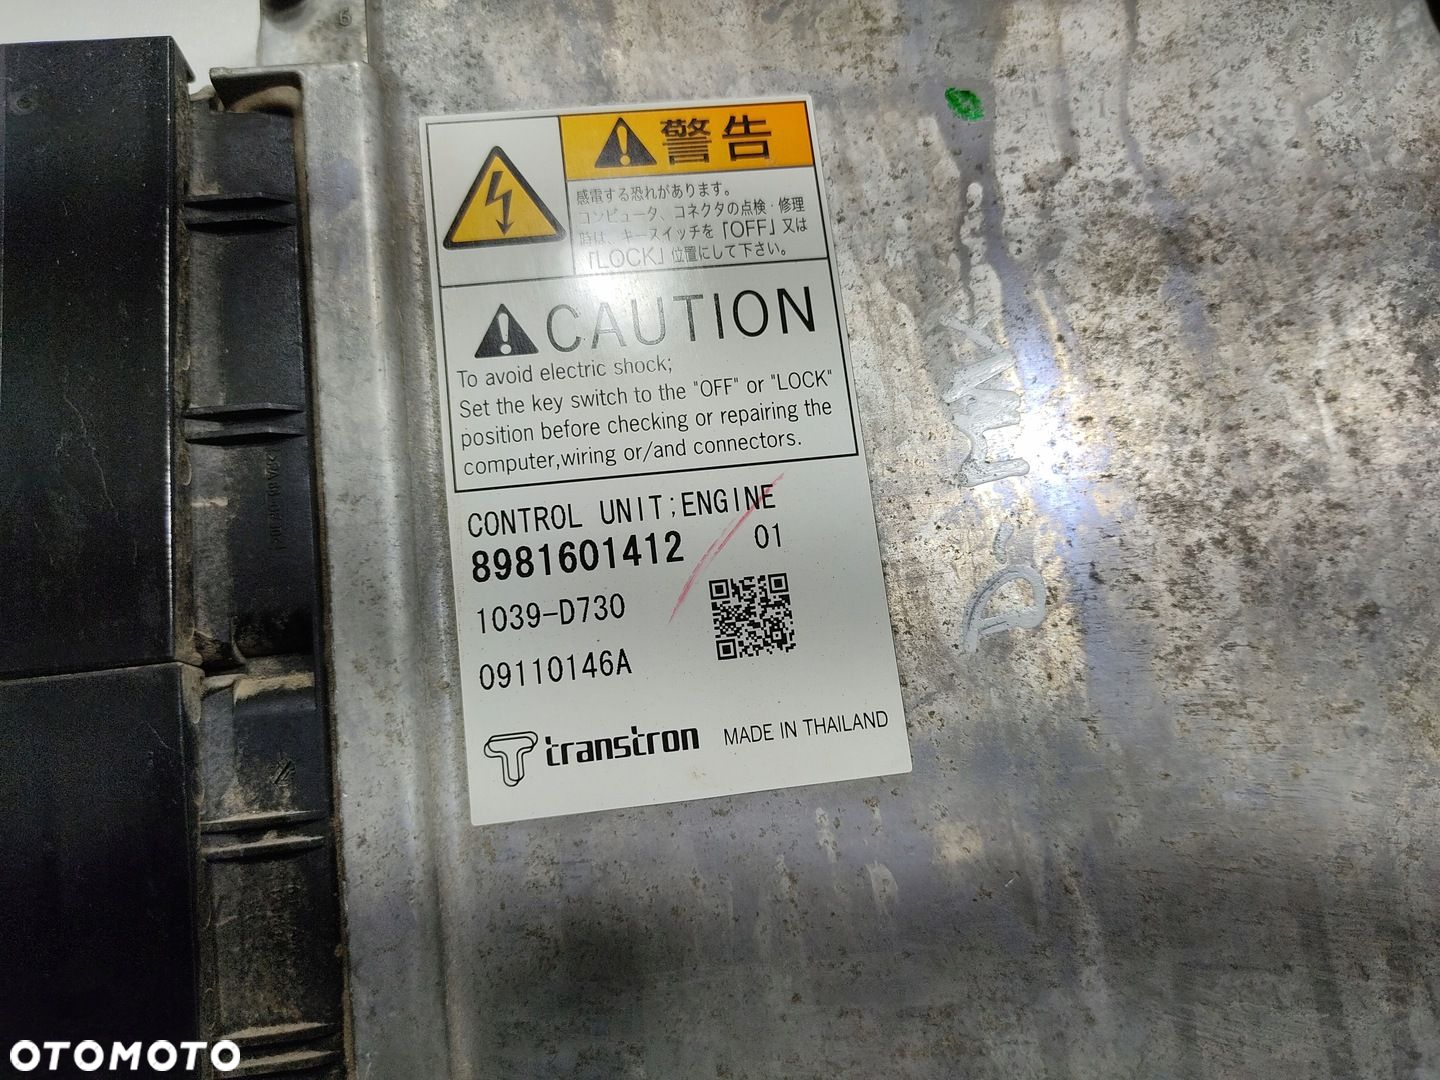 警告
感電する恐れがあります。
コンピュータ、コネクタの点検・修理
時は、キースイッチを「OFF」又は
「LOCK」位置にして下さい。
CAUTION
To avoid electric shock;
Set the key switch to the "OFF" or "LOCK"
position before checking or repairing the
computer,wiring or/and connectors.
CONTROL UNIT;ENGINE
8981601412 01
1039-D730
09110146A
transtron MADE IN THAILAND
OTOMOTO